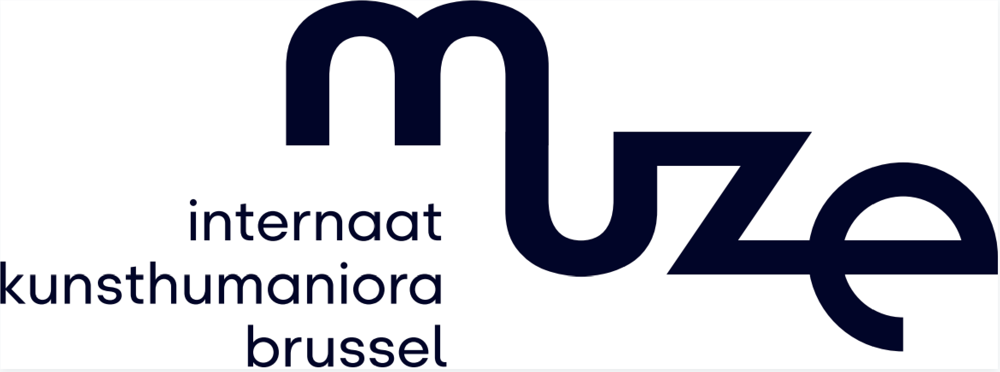 muze
internaat
kunsthumaniora
brussel